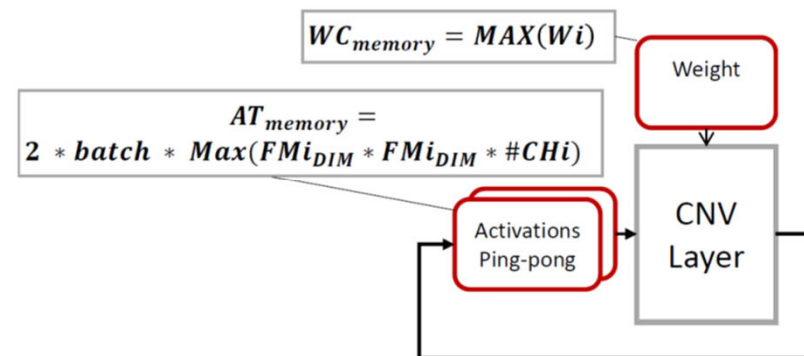 WC_memory = MAX(Wi)
Weight
AT_memory =
2 * batch * Max(FMi_DIM * FMi_DIM * #CHi)
Activations
Ping-pong
CNV
Layer